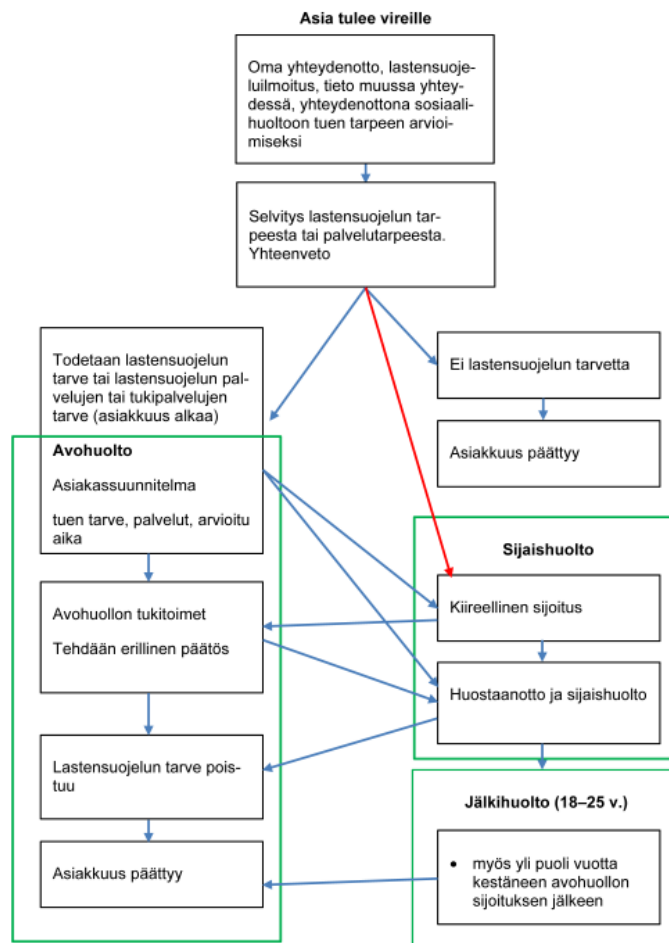 Asia tulee vireille
Oma yhteydenotto, lastensuoje-
luilmoitus, tieto muussa yhtey-
dessä, yhteydenottona sosiaali-
huoltoon tuen tarpeen arvioi-
miseksi
Selvitys lastensuojelun tar-
peesta tai palvelutarpeesta.
Yhteenveto
Todetaan lastensuojelun
tarve tai lastensuojelun pal-
velujen tai tukipalvelujen
tarve (asiakkuus alkaa)
Avohuolto
Asiakassuunnitelma
tuen tarve, palvelut, arvioitu
aika
Ei lastensuojelun tarvetta
Asiakkuus päättyy
Sijaishuolto
Kiireellinen sijoitus
Avohuollon tukitoimet
Tehdään erillinen päätös
Huostaanotto ja sijaishuolto
Lastensuojelun tarve pois-
tuu
Jälkihuolto (18–25 v.)
• myös yli puoli vuotta
kestäneen avohuollon
sijoituksen jälkeen
Asiakkuus päättyy